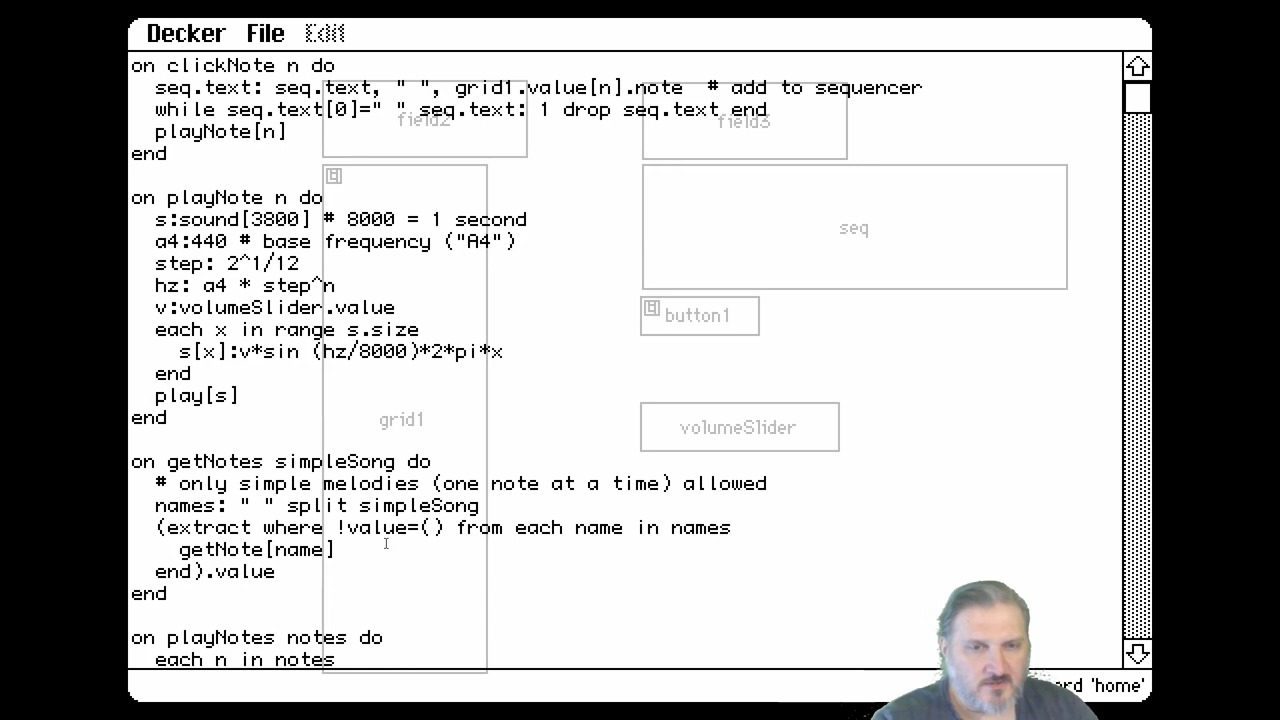 Decker File Edit
on clickNote n do
seq.text: seq.text, " ", grid1.value[n].note # add to sequencer
while seq.text[0]=" " seq.text: 1 drop seq.text end
field2 field3
playNote[n]
end
on playNote n do
s:sound[3800] # 8000 = 1 second
seq
a4:440 # base frequency ("A4")
step: 2^1/12
hz: a4 * step^n
v:volumeSlider.value
button1
each x in range s.size
s[x]:v*sin (hz/8000)*2*pi*x
end
play[s]
end
grid1
volumeSlider
on getNotes simpleSong do
# only simple melodies (one note at a time) allowed
names: " " split simpleSong
(extract where !value=() from each name in names
getNote[name]
end).value
end
on playNotes notes do
each n in notes
'home'